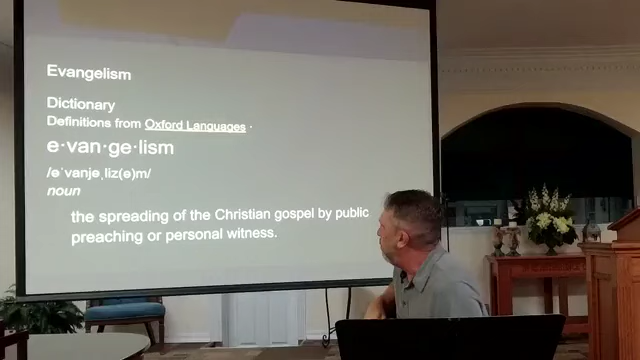 Evangelism
Dictionary
Definitions from Oxford Languages ·
e·van·ge·lism
/əˈvanjəˌliz(ə)m/
noun
the spreading of the Christian gospel by public
preaching or personal witness.